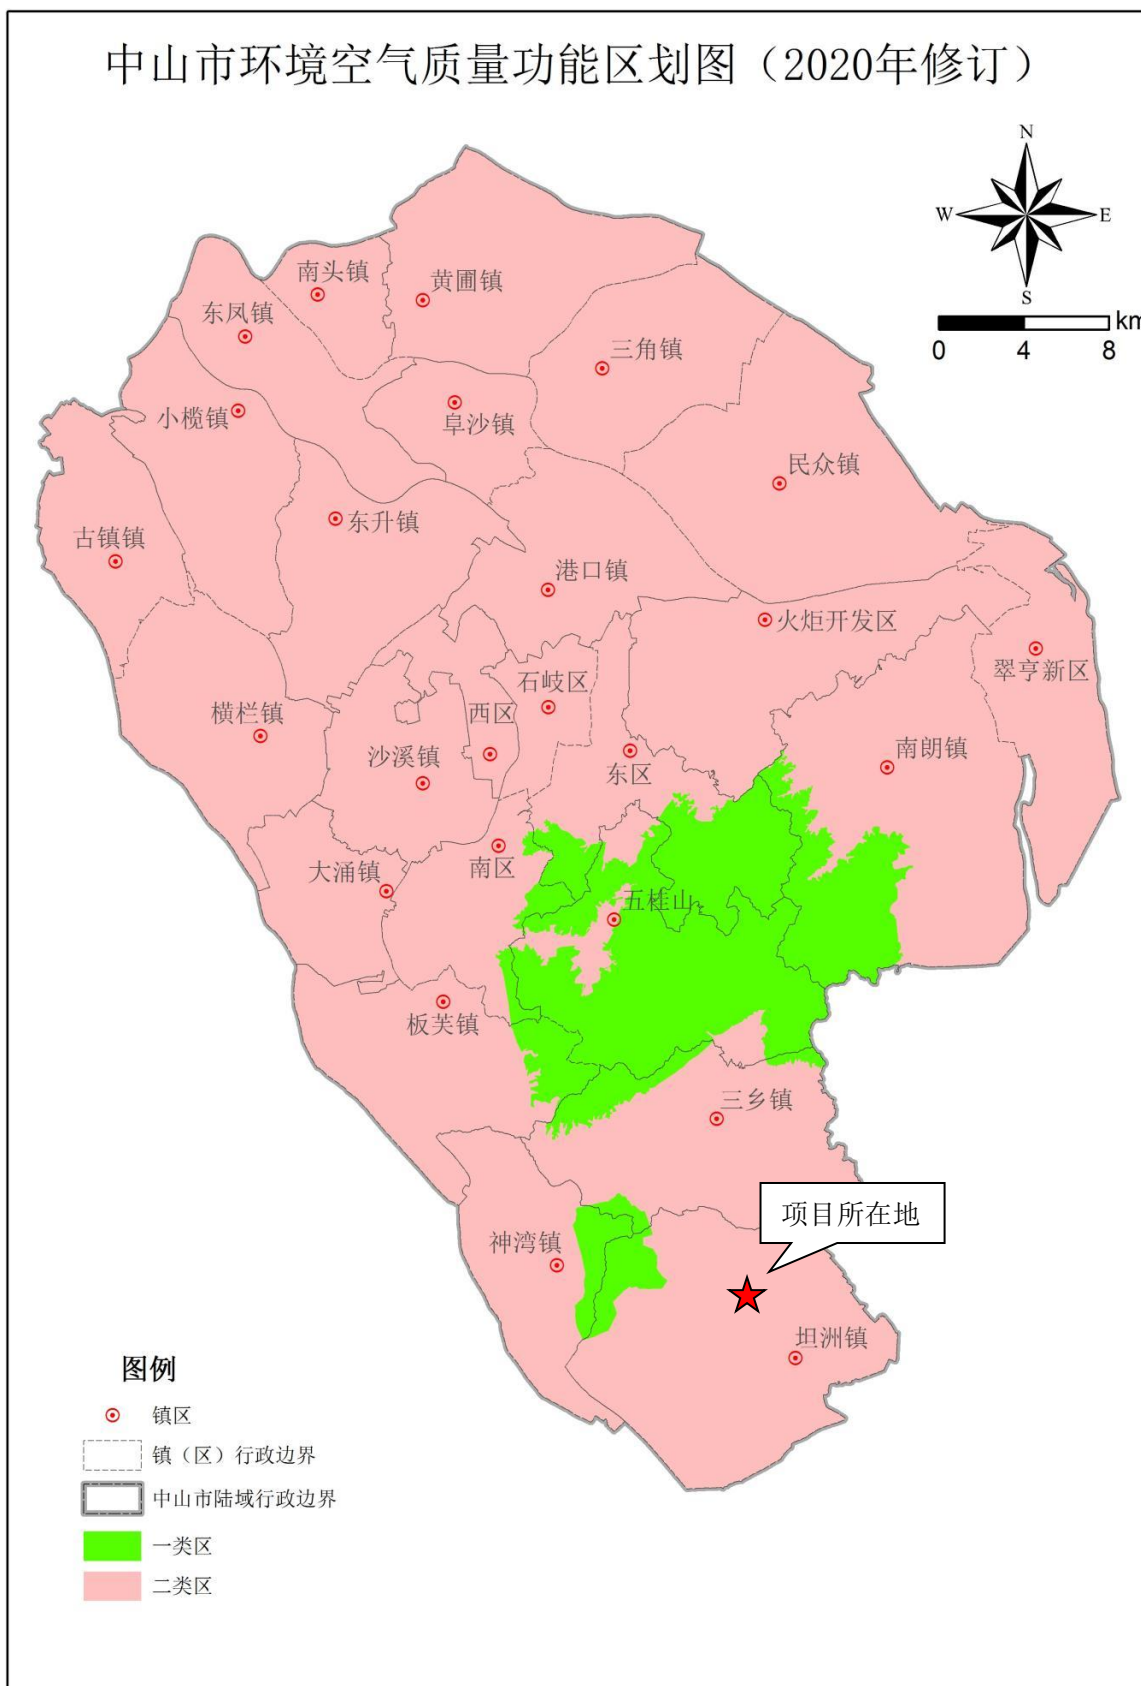 中山市环境空气质量功能区划图（2020年修订）
N
W
E
S
km
0 4 8
南头镇
黄圃镇
东凤镇
三角镇
小榄镇
阜沙镇
民众镇
东升镇
古镇镇
港口镇
火炬开发区
翠亨新区
石岐区
横栏镇
西区
沙溪镇
东区
南朗镇
南区
大涌镇
五桂山
板芙镇
三乡镇
项目所在地
神湾镇
坦洲镇
图例
镇区
镇（区）行政边界
中山市陆域行政边界
一类区
二类区